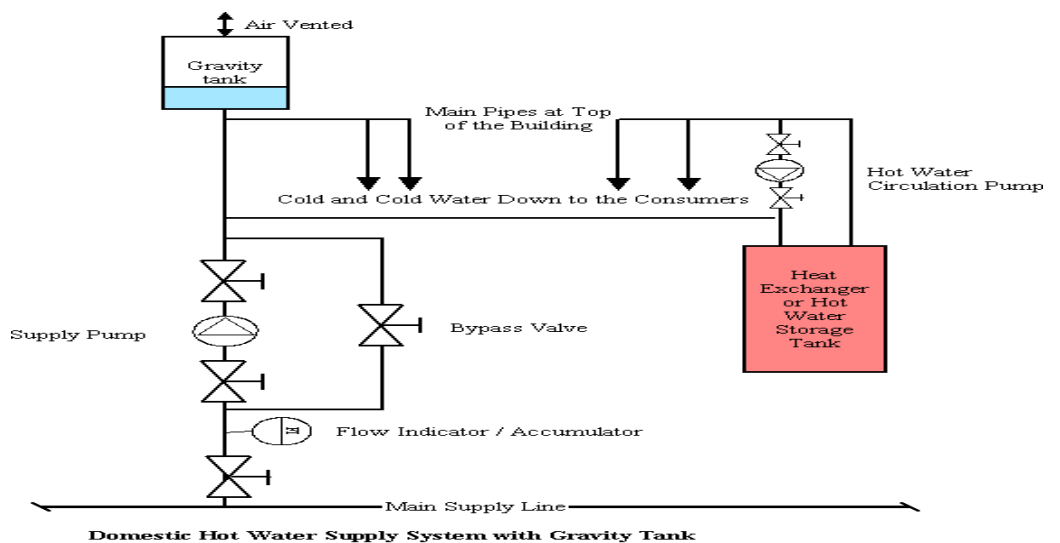 Air Vented
Gravity
tank
Main Pipes at Top
of the Building
Hot Water
Circulation Pump
Cold and Cold Water Down to the Consumers
Heat
Exchanger
or Hot
Water
Storage
Tank
Supply Pump
Bypass Valve
Flow Indicator / Accumulator
Main Supply Line
Domestic Hot Water Supply System with Gravity Tank